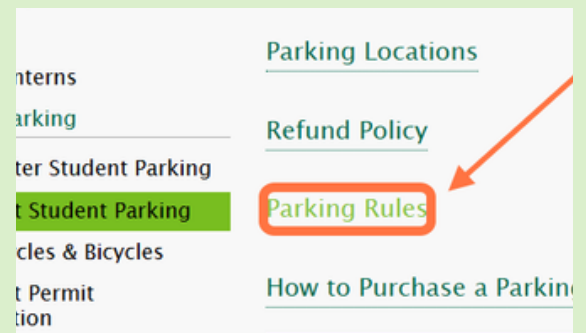 nterns
arking
ter Student Parking
t Student Parking
cles & Bicycles
t Permit
tion
Parking Locations
Refund Policy
Parking Rules
How to Purchase a Parking